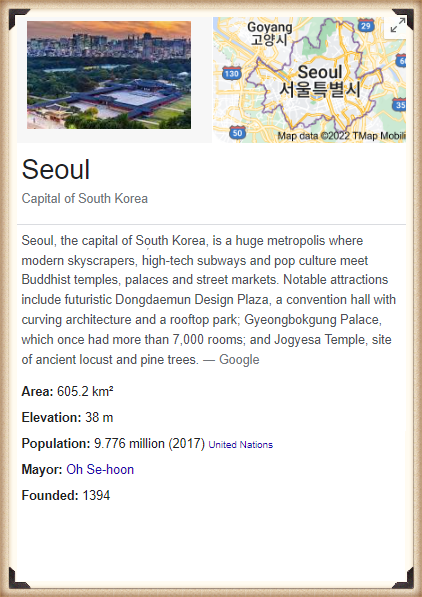 Goyang
고양시
29
130
Seoul
서울특별시
35
50
Map data ©2022 TMap Mobili
Seoul
Capital of South Korea
Seoul, the capital of South Korea, is a huge metropolis where
modern skyscrapers, high-tech subways and pop culture meet
Buddhist temples, palaces and street markets. Notable attractions
include futuristic Dongdaemun Design Plaza, a convention hall with
curving architecture and a rooftop park; Gyeongbokgung Palace,
which once had more than 7,000 rooms; and Jogyesa Temple, site
of ancient locust and pine trees. — Google
Area: 605.2 km²
Elevation: 38 m
Population: 9.776 million (2017) United Nations
Mayor: Oh Se-hoon
Founded: 1394